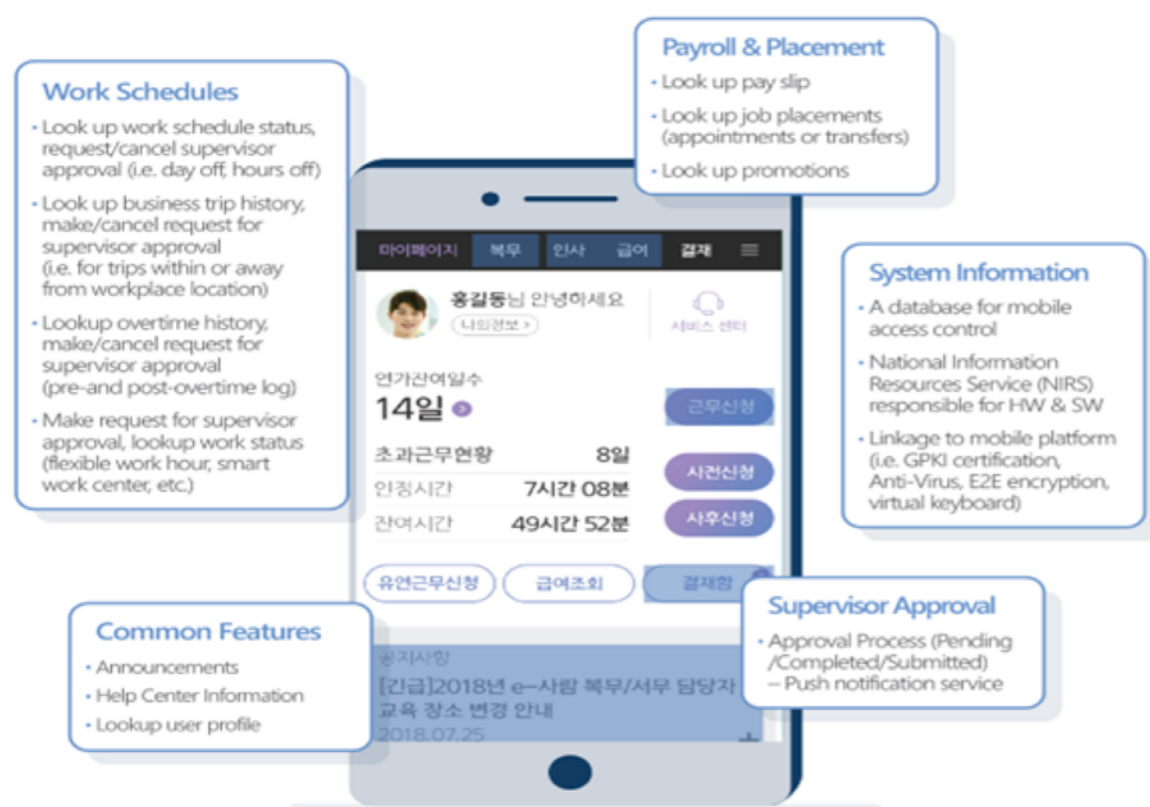 Payroll & Placement
• Look up pay slip
• Look up job placements
(appointments or transfers)
• Look up promotions
Work Schedules
• Look up work schedule status,
request/cancel supervisor
approval (i.e. day off, hours off)
• Look up business trip history,
make/cancel request for
supervisor approval
(i.e. for trips within or away
from workplace location)
• Lookup overtime history,
make/cancel request for
supervisor approval
(pre-and post-overtime log)
• Make request for supervisor
approval, lookup work status
(flexible work hour, smart
work center, etc.)
마이페이지 복무 인사 급여 결재
홍길동님 안녕하세요
나의정보 >
서비스 센터
연가잔여일수
14일
근무신청
초과근무현황 8일
사전신청
인정시간 7시간 08분
잔여시간 49시간 52분
사후신청
유연근무신청 급여조회 결재함
공지사항
[긴급]2018년 e-사람 복무/서무 담당자
교육 장소 변경 안내
2018.07.25
System Information
• A database for mobile
access control
• National Information
Resources Service (NIRS)
responsible for HW & SW
• Linkage to mobile platform
(i.e. GPKI certification,
Anti-Virus, E2E encryption,
virtual keyboard)
Common Features
• Announcements
• Help Center Information
• Lookup user profile
Supervisor Approval
• Approval Process (Pending
/Completed/Submitted)
– Push notification service